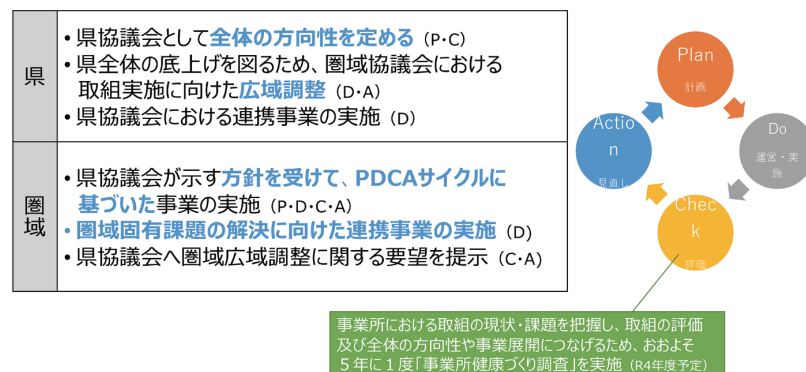 県
・県協議会として全体の方向性を定める（P・C）
・県全体の底上げを図るため、圏域協議会における
取組実施に向けた広域調整（D・A）
・県協議会における連携事業の実施（D）
圏
域
・県協議会が示す方針を受けて、PDCAサイクルに
基づいた事業の実施（P・D・C・A）
・圏域固有課題の解決に向けた連携事業の実施（D）
・県協議会へ圏域広域調整に関する要望を提示（C・A）
Plan
計画
Do
運営・実
施
Chec
k
評価
Actio
n
見直し
事業所における取組の現状・課題を把握し、取組の評価
及び全体の方向性や事業展開につなげるため、おおよそ
５年に１度「事業所健康づくり調査」を実施（R4年度予定）